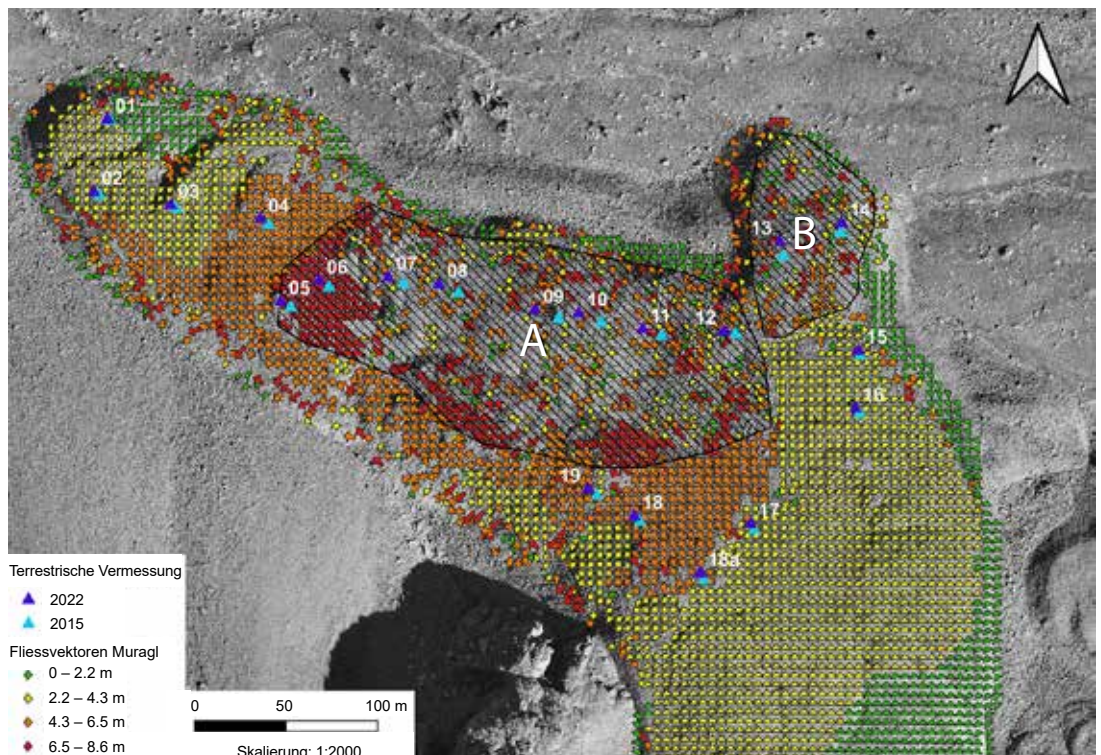 01
02
03
04
05
06
07
08
09
10
11
12
13
14
A
B
15
16
17
18
18a
19
Terrestrische Vermessung
2022
2015
Fliessvektoren Muragl
0 – 2.2 m
2.2 – 4.3 m
4.3 – 6.5 m
6.5 – 8.6 m
0 50 100 m
Skalierung: 1:2000